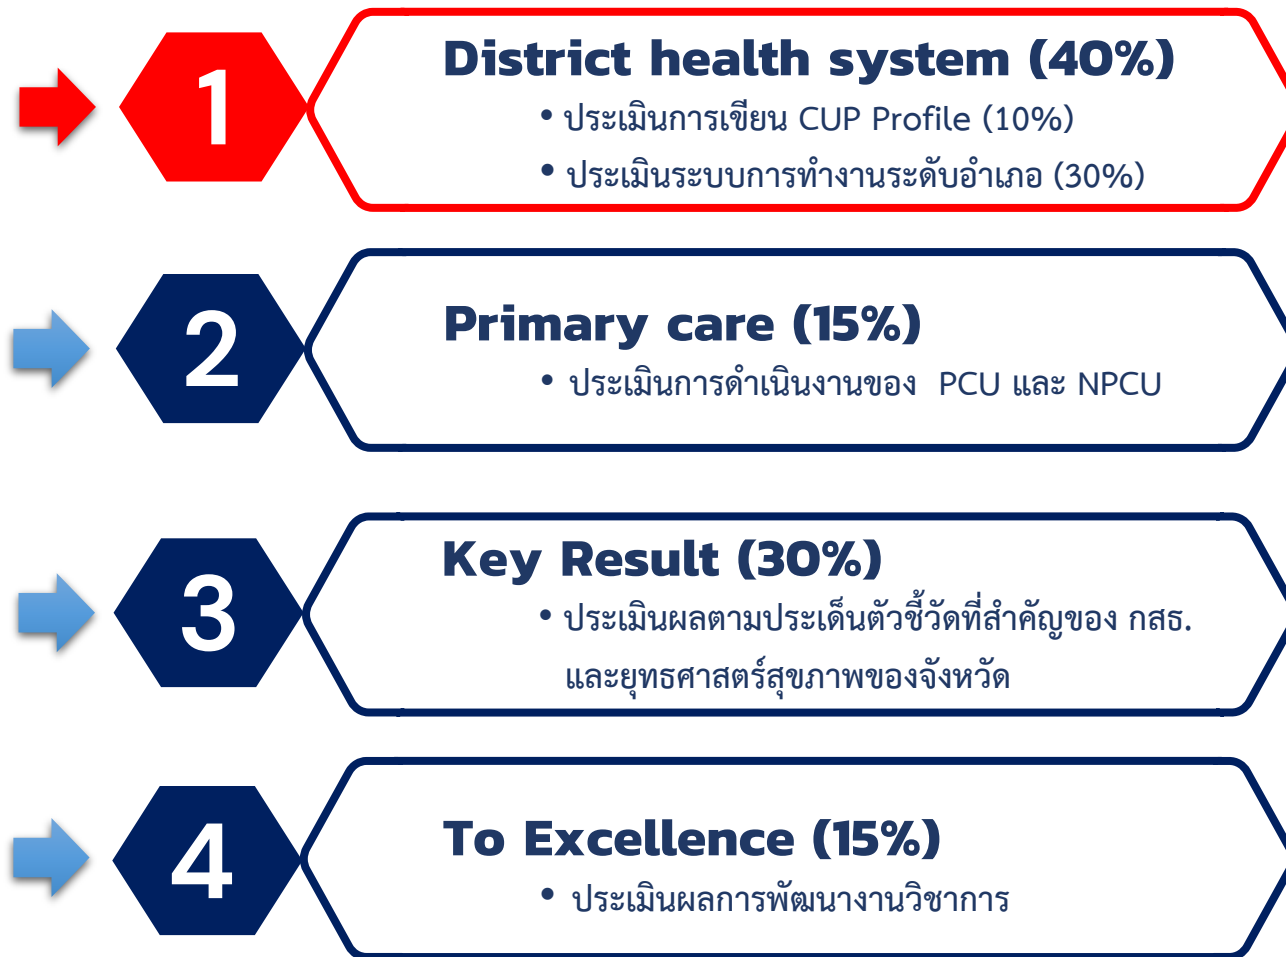 1
District health system (40%)
• ประเมินการเขียน CUP Profile (10%)
• ประเมินระบบการทำงานระดับอำเภอ (30%)
2
Primary care (15%)
• ประเมินการดำเนินงานของ PCU และ NPCU
3
Key Result (30%)
• ประเมินผลตามประเด็นตัวชี้วัดที่สำคัญของ กสธ.
และยุทธศาสตร์สุขภาพของจังหวัด
4
To Excellence (15%)
• ประเมินผลการพัฒนางานวิชาการ